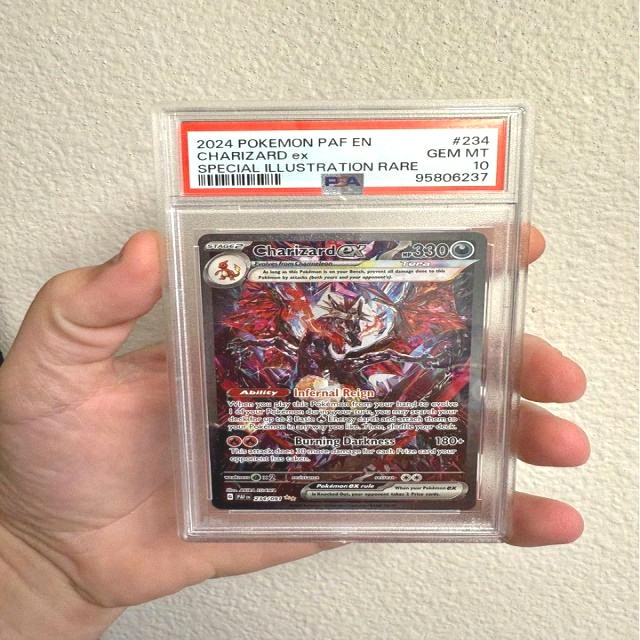 2024 POKEMON PAF EN #234
CHARIZARD ex GEM MT
SPECIAL ILLUSTRATION RARE 10
PSA 95806237
STAGE 2 Charizard ex HP 330
Evolves from Charmeleon Tera
As long as this Pokémon is on your Bench, prevent all damage done to this
Pokémon by attacks (both yours and your opponent's).
Ability Infernal Reign
When you play this Pokémon from your hand to evolve
1 of your Pokémon during your turn, you may search your
deck for up to 3 Basic Energy cards and attach them to
your Pokémon in any way you like. Then, shuffle your deck.
Burning Darkness 180+
This attack does 30 more damage for each Prize card your
opponent has taken.
weakness ×2 resistance retreat
Pokémon ex rule When your Pokémon ex
is Knocked Out, your opponent takes 2 Prize cards.
G PAF EN 234/091